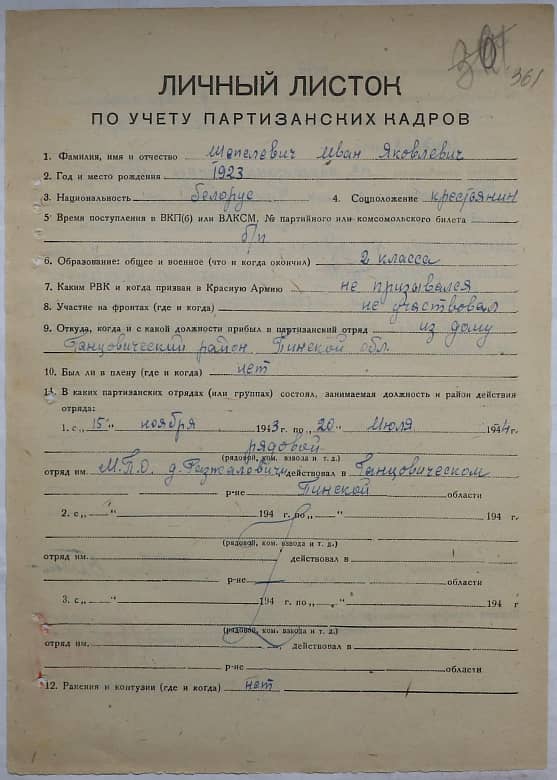 361
ЛИЧНЫЙ ЛИСТОК
ПО УЧЕТУ ПАРТИЗАНСКИХ КАДРОВ
1. Фамилия, имя и отчество Шепелевич Иван Яковлевич
2. Год и место рождения 1923
3. Национальность белорус 4. Соцположение крестьянин
5. Время поступления в ВКП(б) или ВЛКСМ, № партийного или комсомольского билета
б/п
6. Образование: общее и военное (что и когда окончил) 2 класса
7. Каким РВК и когда призван в Красную Армию не призывался
8. Участие на фронтах (где и когда) не участвовал
9. Откуда, когда и с какой должности прибыл в партизанский отряд из дому
Ганцовический район Пинской обл.
10. Был ли в плену (где и когда) нет
11. В каких партизанских отрядах (или группах) состоял, занимаемая должность и район действия
отряда:
1. с „15“ ноября 1943 г. по „20“ Июля 1944 г.
рядовой
(рядовой, ком. взвода и т. д.)
отряд им. М.П.О. д. действовал в Ганцовическом
р-не Пинской области
2. с „ “ 194 г. по „ “ 194 г.
(рядовой, ком. взвода и т. д.)
отряд им. действовал в
р-не области
3. с „ “ 194 г. по „ “ 194 г
(рядовой, ком. взвода и т. д.)
отряд им. , действовал в
р-не области
12. Ранения и контузии (где и когда) нет